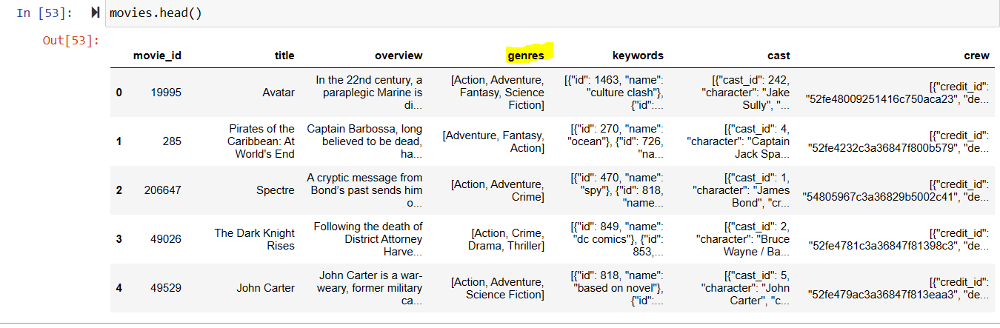 In [53]: movies.head()
Out[53]:
movie_id title overview genres keywords cast crew
0 19995 Avatar In the 22nd century, a paraplegic Marine is di... [Action, Adventure, Fantasy, Science Fiction] [{"id": 1463, "name": "culture clash"}, {"id":... [{"cast_id": 242, "character": "Jake Sully", "... [{"credit_id": "52fe48009251416c750aca23", "de...
1 285 Pirates of the Caribbean: At World's End Captain Barbossa, long believed to be dead, ha... [Adventure, Fantasy, Action] [{"id": 270, "name": "ocean"}, {"id": 726, "na... [{"cast_id": 4, "character": "Captain Jack Spa... [{"credit_id": "52fe4232c3a36847f800b579", "de...
2 206647 Spectre A cryptic message from Bond’s past sends him o... [Action, Adventure, Crime] [{"id": 470, "name": "spy"}, {"id": 818, "name... [{"cast_id": 1, "character": "James Bond", "cr... [{"credit_id": "54805967c3a36829b5002c41", "de...
3 49026 The Dark Knight Rises Following the death of District Attorney Harve... [Action, Crime, Drama, Thriller] [{"id": 849, "name": "dc comics"}, {"id": 853,... [{"cast_id": 2, "character": "Bruce Wayne / Ba... [{"credit_id": "52fe4781c3a36847f81398c3", "de...
4 49529 John Carter John Carter is a war-weary, former military ca... [Action, Adventure, Science Fiction] [{"id": 818, "name": "based on novel"}, {"id":... [{"cast_id": 5, "character": "John Carter", "c... [{"credit_id": "52fe479ac3a36847f813eaa3", "de...